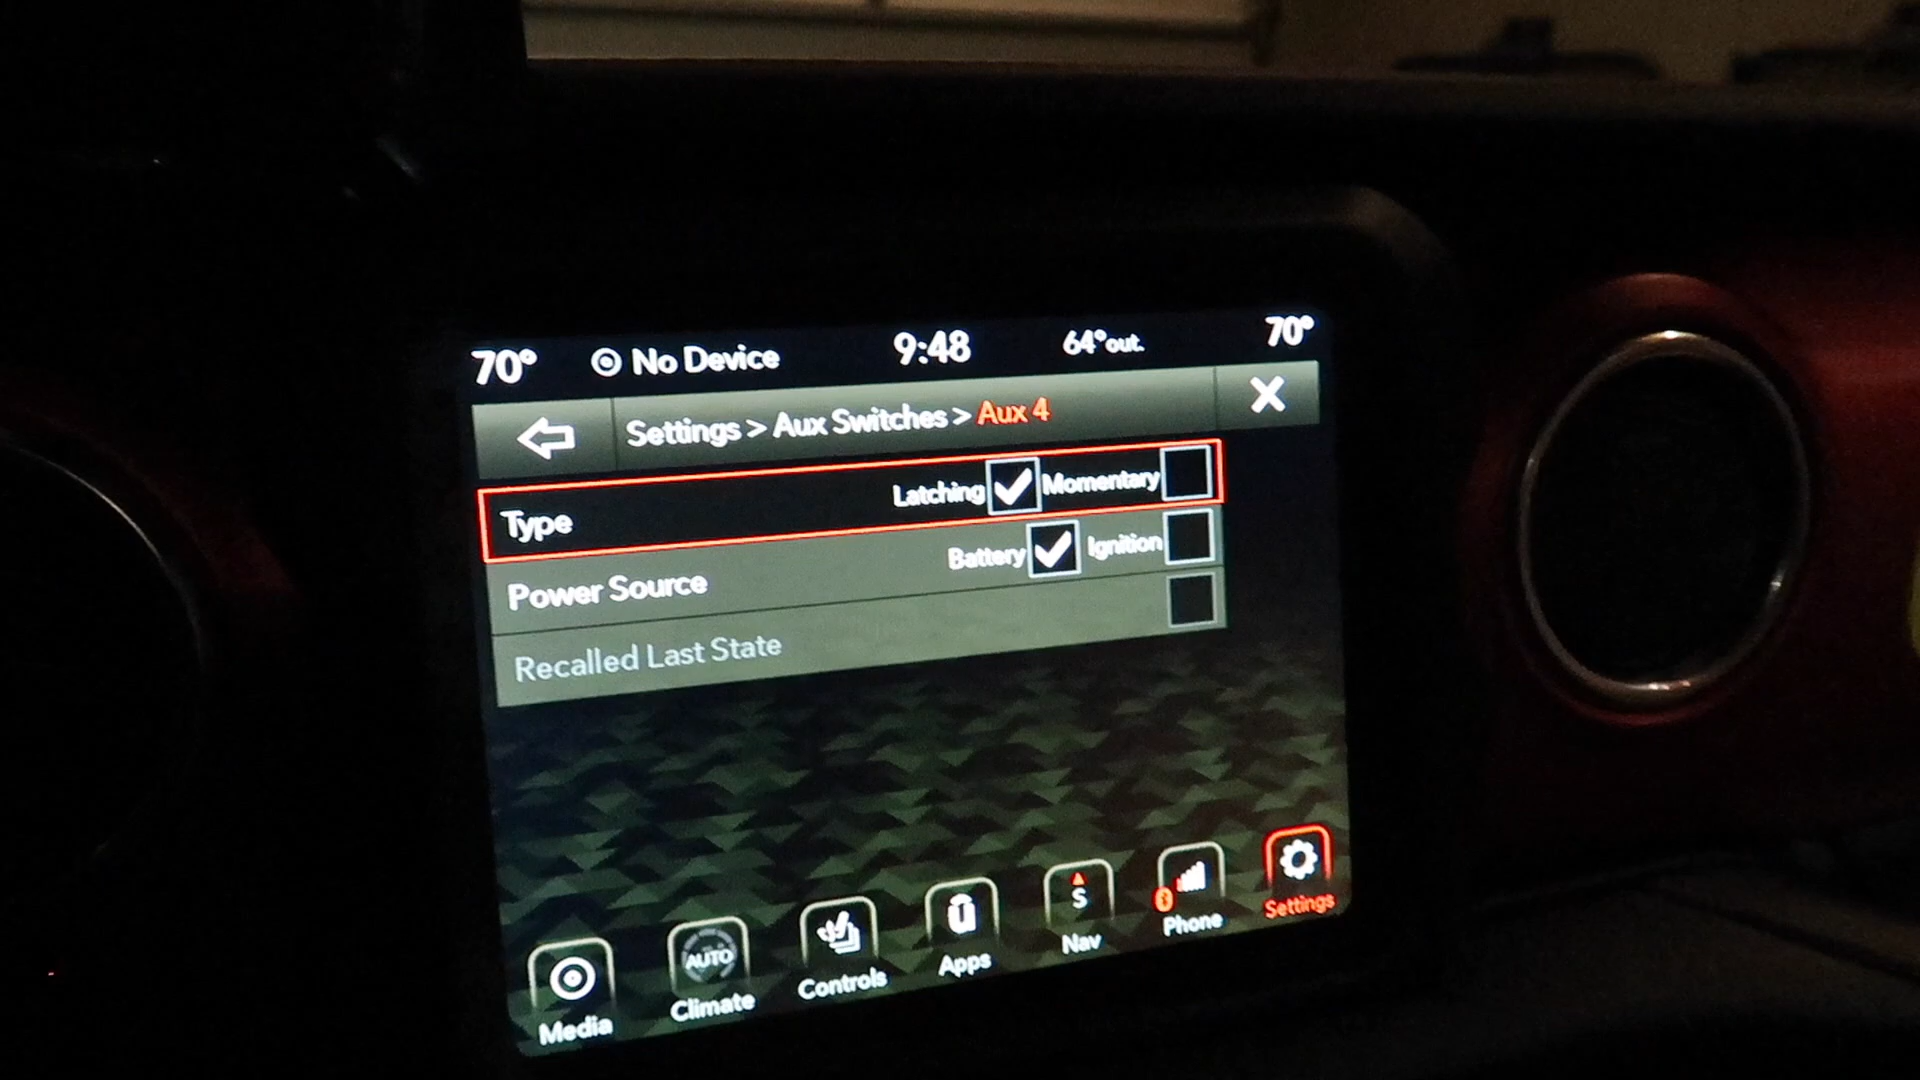 70° No Device 9:48 64°out. 70°
Settings > Aux Switches > Aux 4 X
Type Latching Momentary
Power Source Battery Ignition
Recalled Last State
AUTO
S
Media Climate Controls Apps Nav Phone Settings